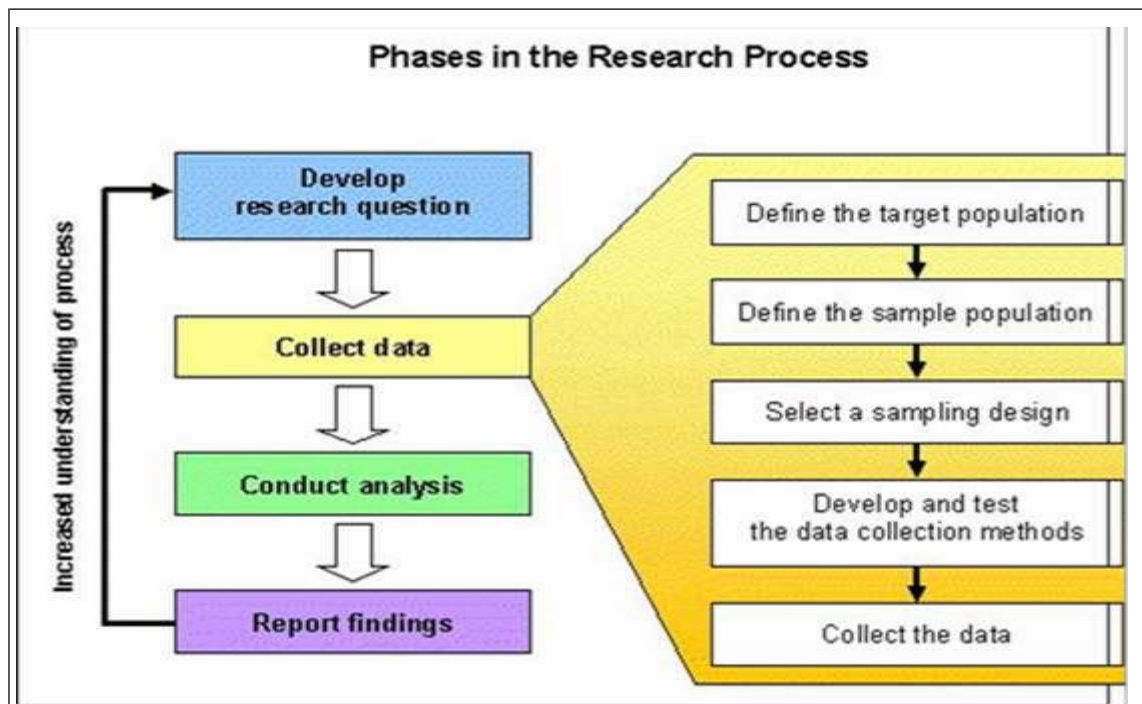 Phases in the Research Process
Increased understanding of process
Develop
research question
Collect data
Conduct analysis
Report findings
Define the target population
Define the sample population
Select a sampling design
Develop and test
the data collection methods
Collect the data